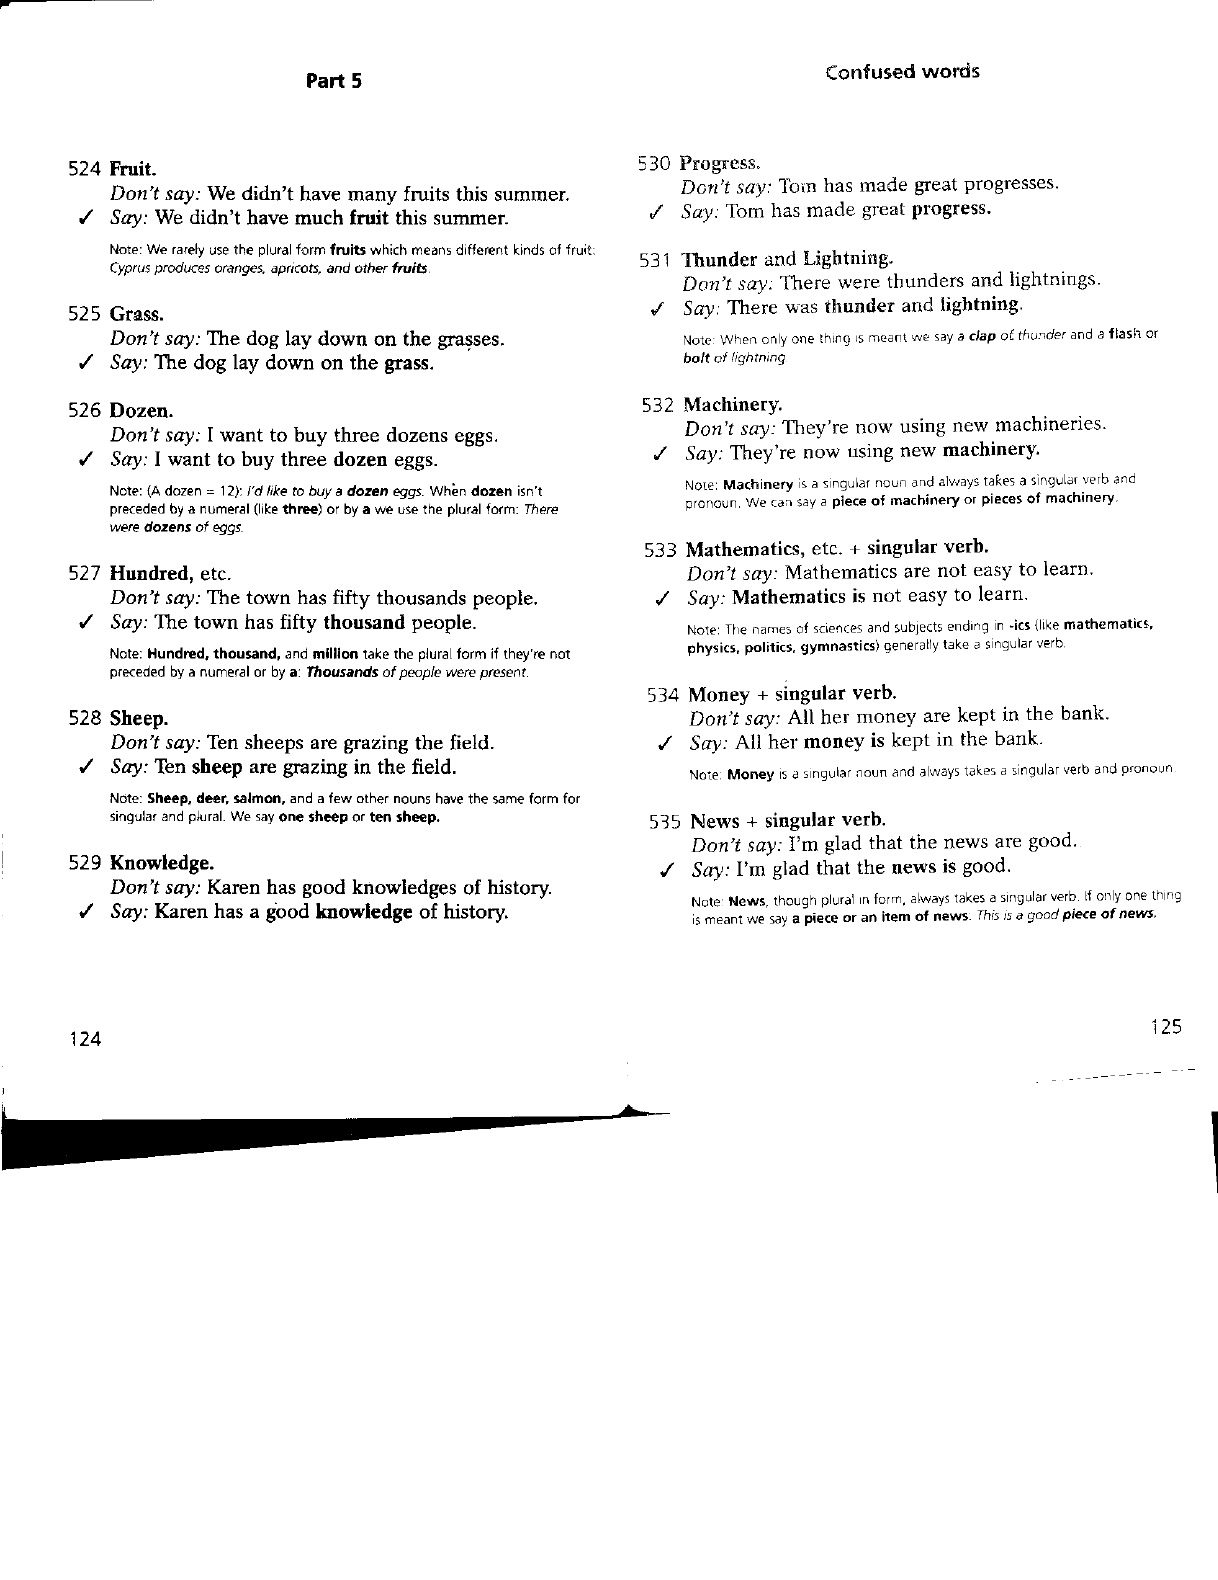 Part 5
524 Fruit.
Don't say: We didn't have many fruits this summer.
✓ Say: We didn't have much fruit this summer.
Note: We rarely use the plural form fruits which means different kinds of fruit:
Cyprus produces oranges, apricots, and other fruits.
525 Grass.
Don't say: The dog lay down on the grasses.
✓ Say: The dog lay down on the grass.
526 Dozen.
Don't say: I want to buy three dozens eggs.
✓ Say: I want to buy three dozen eggs.
Note: (A dozen = 12): I'd like to buy a dozen eggs. When dozen isn't
preceded by a numeral (like three) or by a we use the plural form: There
were dozens of eggs.
527 Hundred, etc.
Don't say: The town has fifty thousands people.
✓ Say: The town has fifty thousand people.
Note: Hundred, thousand, and million take the plural form if they're not
preceded by a numeral or by a: Thousands of people were present.
528 Sheep.
Don't say: Ten sheeps are grazing the field.
✓ Say: Ten sheep are grazing in the field.
Note: Sheep, deer, salmon, and a few other nouns have the same form for
singular and plural. We say one sheep or ten sheep.
529 Knowledge.
Don't say: Karen has good knowledges of history.
✓ Say: Karen has a good knowledge of history.
124
Confused words
530 Progress.
Don't say: Tom has made great progresses.
✓ Say: Tom has made great progress.
531 Thunder and Lightning.
Don't say: There were thunders and lightnings.
✓ Say: There was thunder and lightning.
Note: When only one thing is meant we say a clap of thunder and a flash or
bolt of lightning
532 Machinery.
Don't say: They're now using new machineries.
✓ Say: They're now using new machinery.
Note: Machinery is a singular noun and always takes a singular verb and
pronoun. We can say a piece of machinery or pieces of machinery.
533 Mathematics, etc. + singular verb.
Don't say: Mathematics are not easy to learn.
✓ Say: Mathematics is not easy to learn.
Note: The names of sciences and subjects ending in -ics (like mathematics,
physics, politics, gymnastics) generally take a singular verb.
534 Money + singular verb.
Don't say: All her money are kept in the bank.
✓ Say: All her money is kept in the bank.
Note: Money is a singular noun and always takes a singular verb and pronoun.
535 News + singular verb.
Don't say: I'm glad that the news are good.
✓ Say: I'm glad that the news is good.
Note: News, though plural in form, always takes a singular verb. If only one thing
is meant we say a piece or an item of news. This is a good piece of news.
125